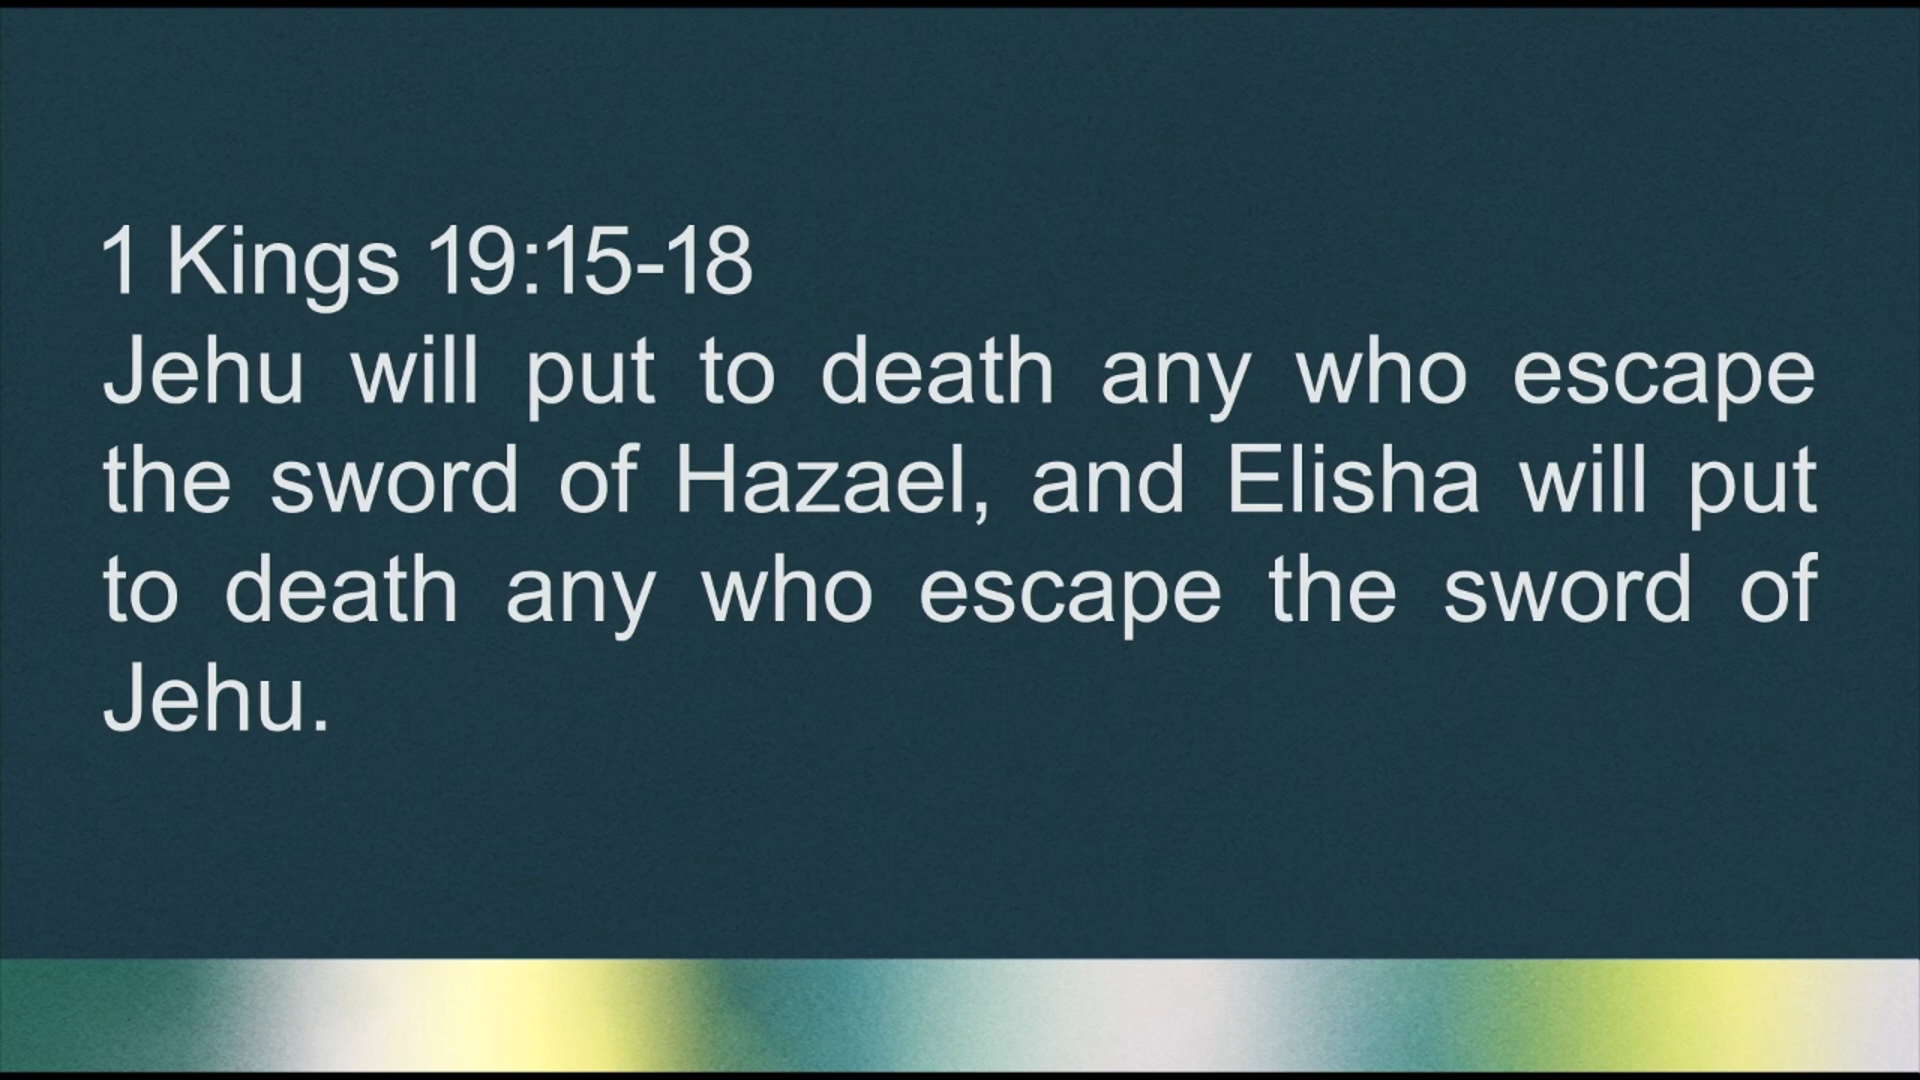 1 Kings 19:15-18
Jehu will put to death any who escape
the sword of Hazael, and Elisha will put
to death any who escape the sword of
Jehu.